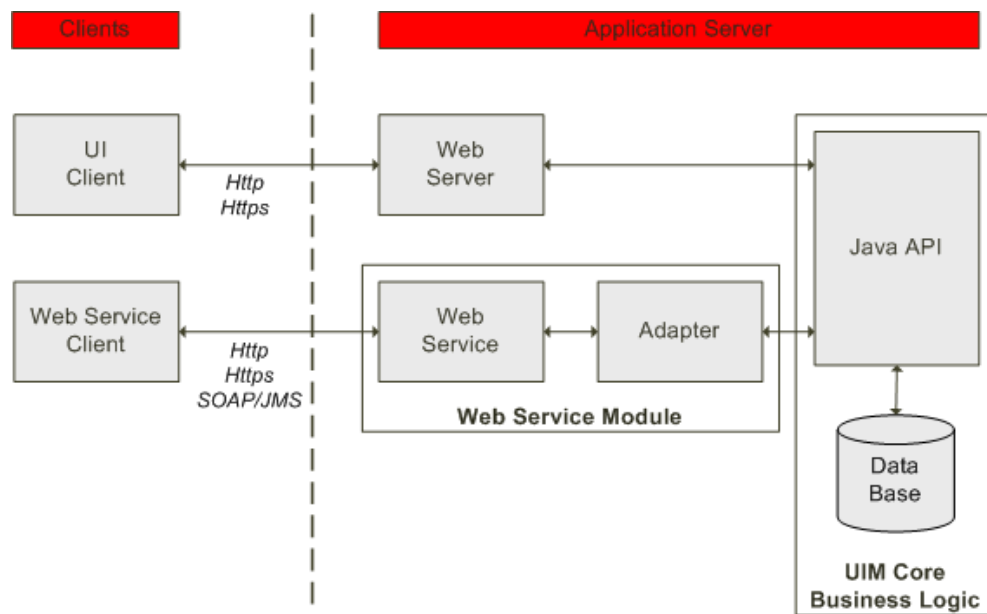 Clients
Application Server
UI
Client
Http
Https
Web
Server
Java API
Web Service
Client
Http
Https
SOAP/JMS
Web
Service
Adapter
Web Service Module
Data
Base
UIM Core
Business Logic